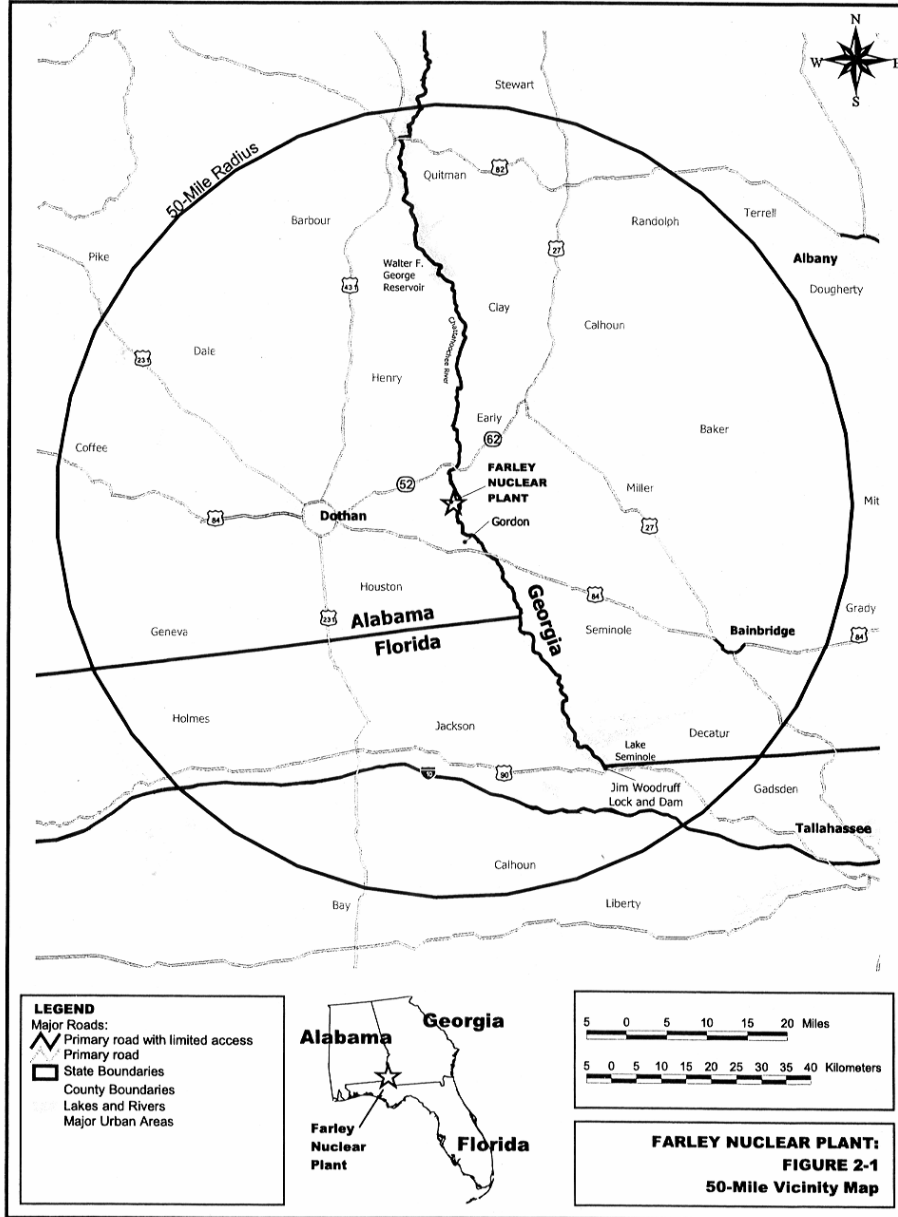 N
W
E
S
Stewart
50-Mile Radius
Quitman
82
Barbour
Randolph
Terrell
Pike
27
Albany
Walter F.
George
Reservoir
431
Dougherty
Clay
Chattahoochee River
Calhoun
Dale
231
Henry
Early
62
Baker
Coffee
FARLEY
NUCLEAR
PLANT
52
Miller
Mit
84
Dothan
Gordon
27
Houston
Georgia
84
Grady
231
Alabama
Geneva
Seminole
Bainbridge
84
Florida
Holmes
Jackson
Decatur
Lake
Seminole
10
90
Jim Woodruff
Lock and Dam
Gadsden
Tallahassee
Calhoun
Bay
Liberty
LEGEND
Major Roads:
Primary road with limited access
Primary road
State Boundaries
County Boundaries
Lakes and Rivers
Major Urban Areas
Alabama
Georgia
Farley
Nuclear
Plant
Florida
5 0 5 10 15 20 Miles
5 0 5 10 15 20 25 30 35 40 Kilometers
FARLEY NUCLEAR PLANT:
FIGURE 2-1
50-Mile Vicinity Map